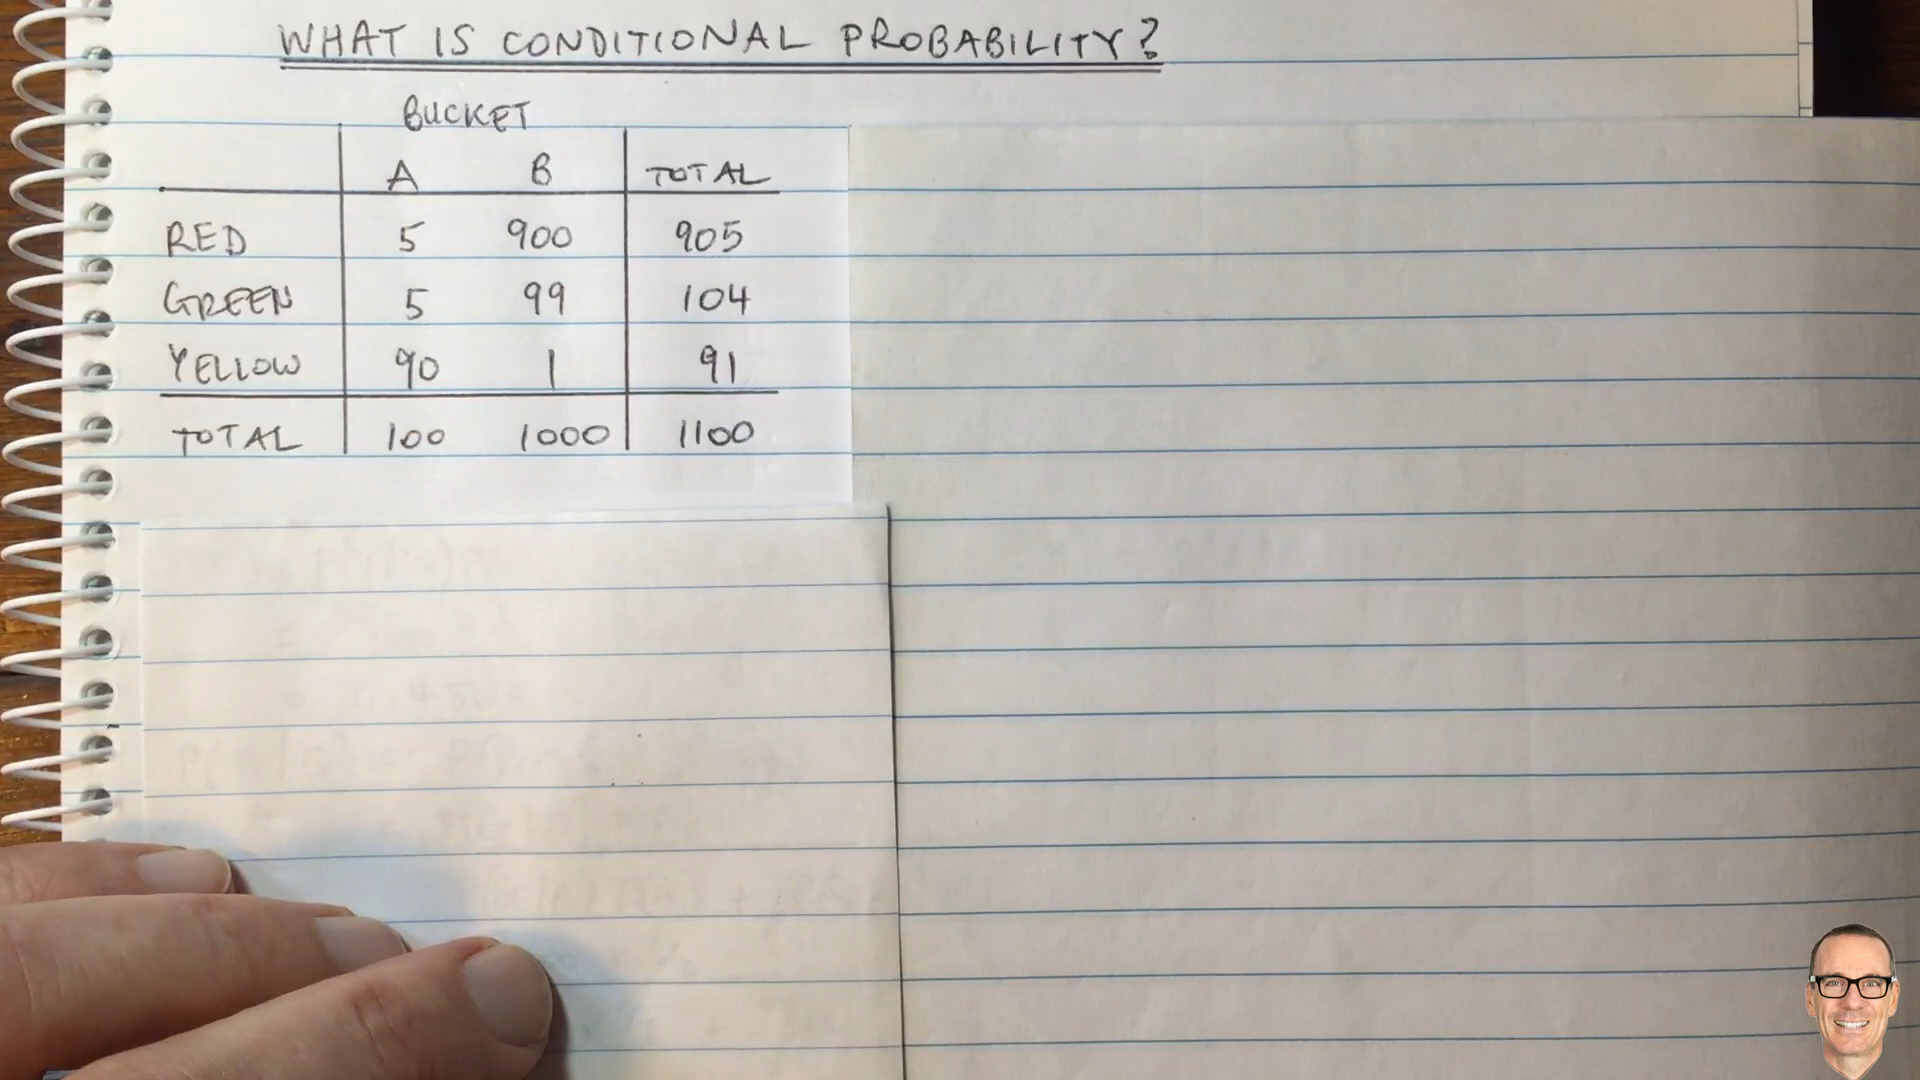 WHAT IS CONDITIONAL PROBABILITY?
BUCKET
A B TOTAL
RED 5 900 905
GREEN 5 99 104
YELLOW 90 1 91
TOTAL 100 1000 1100